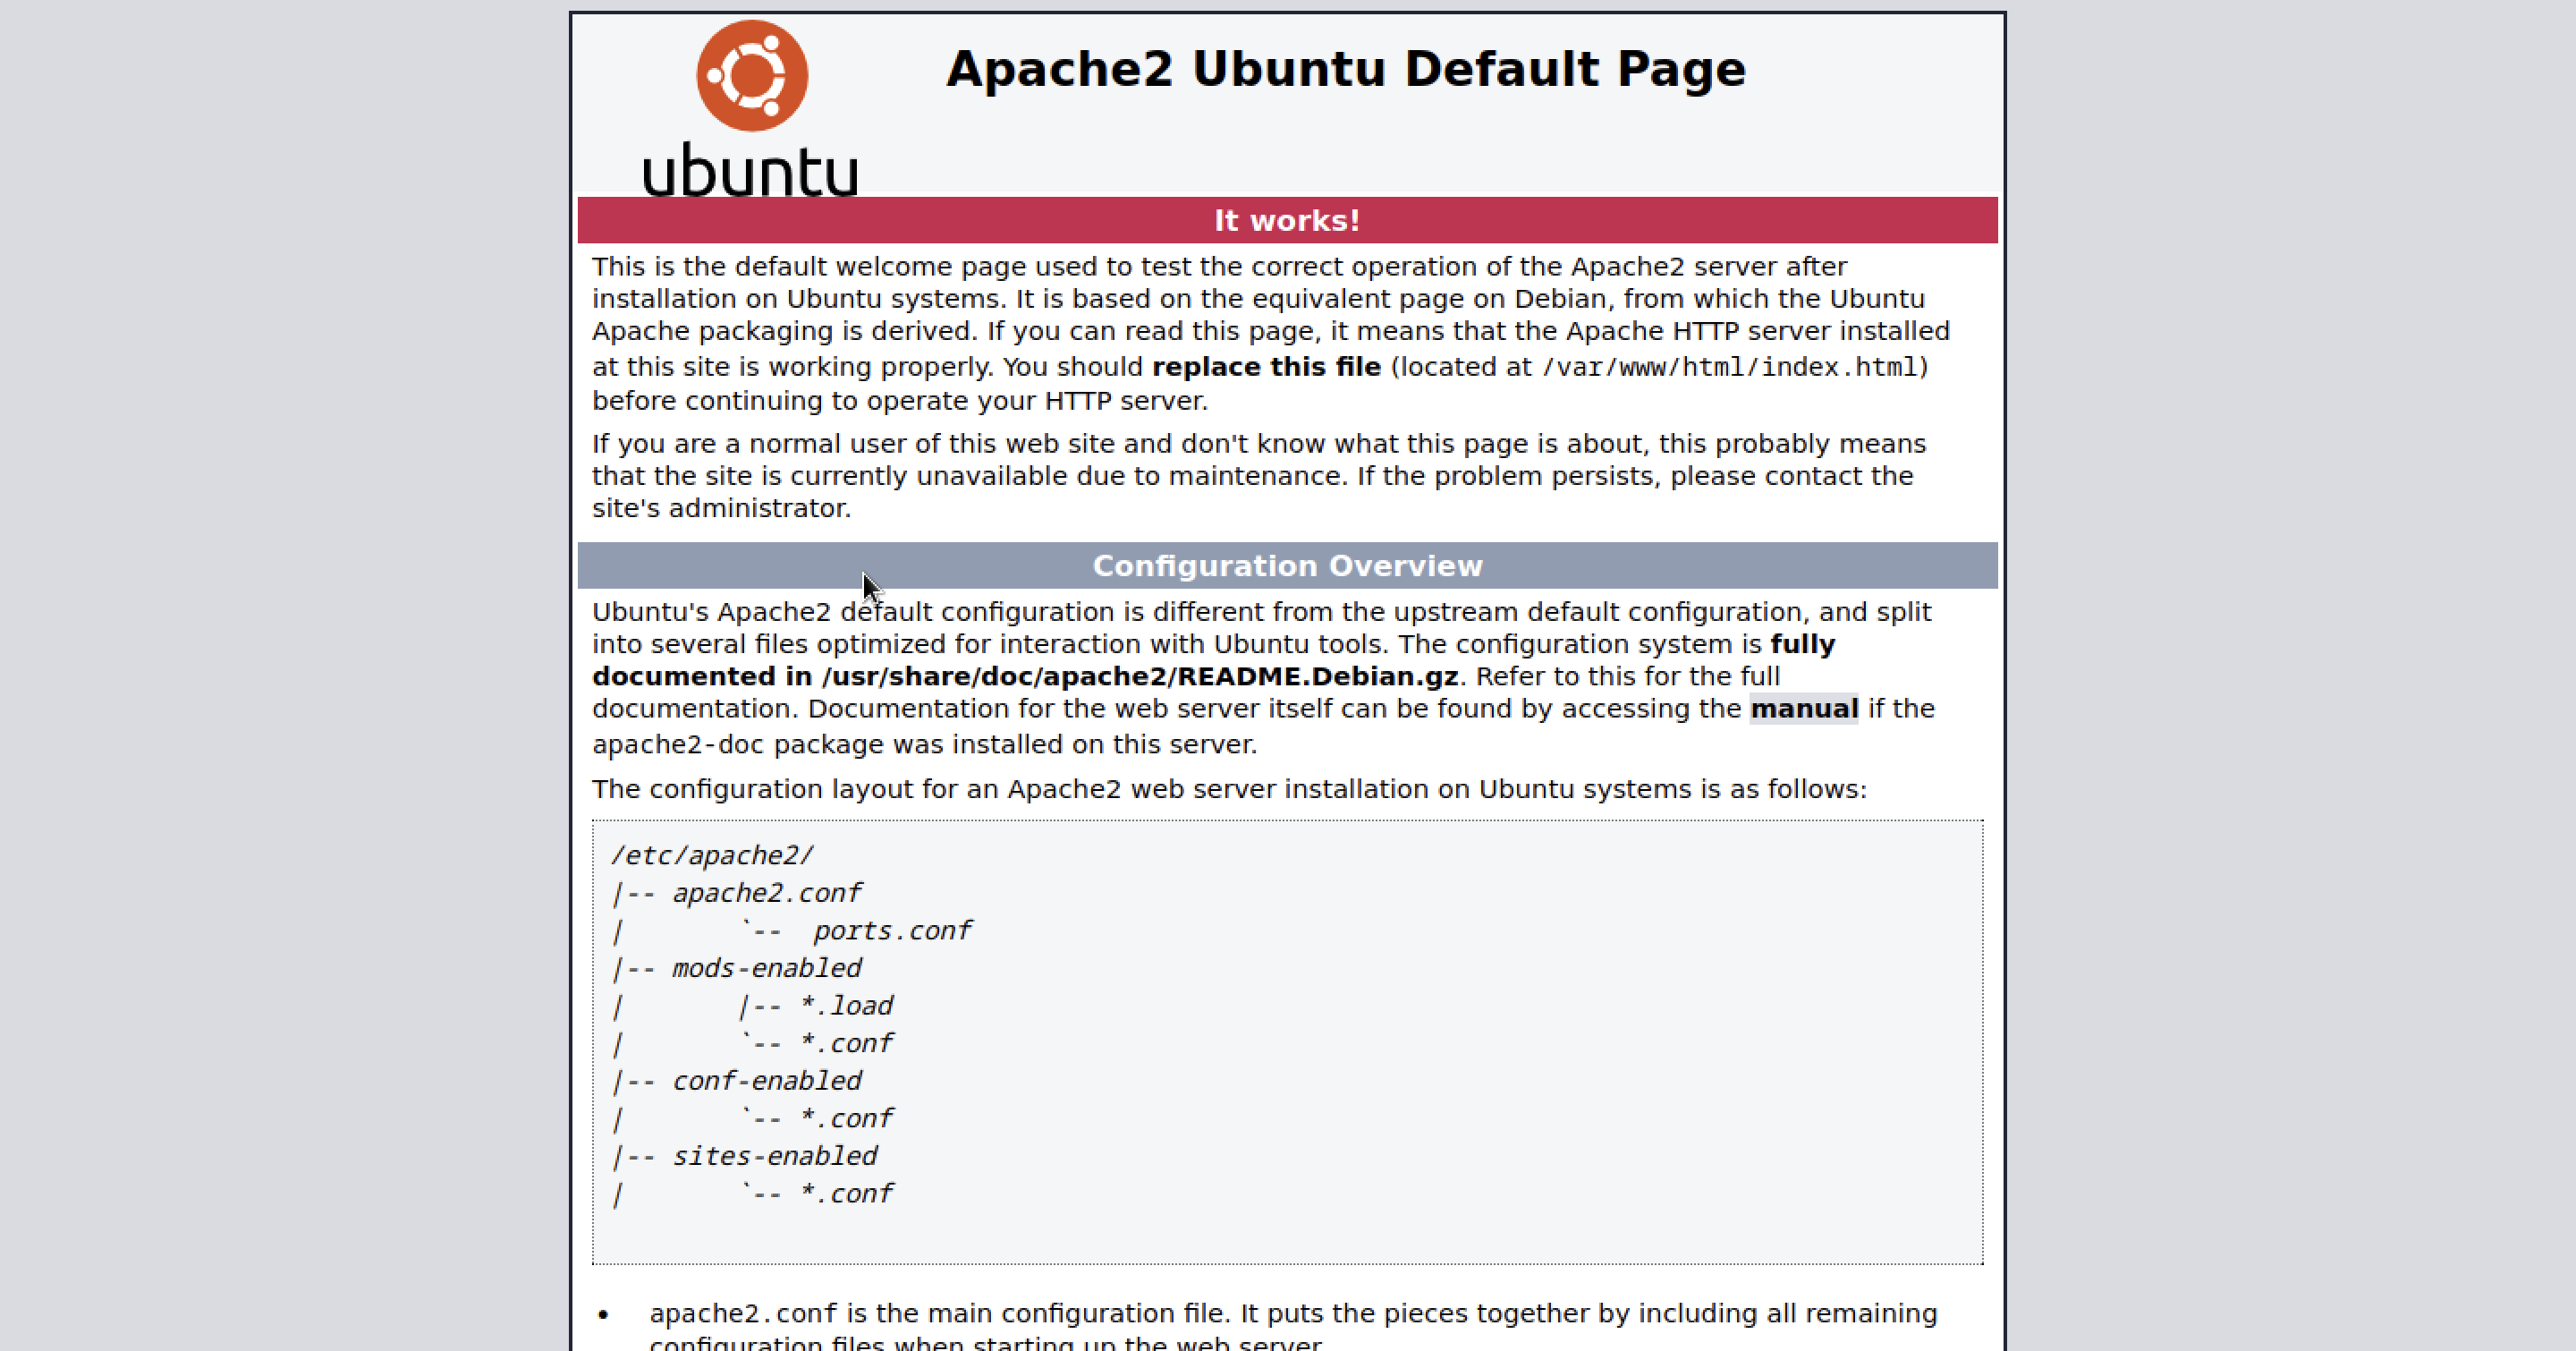 ubuntu
Apache2 Ubuntu Default Page
It works!
This is the default welcome page used to test the correct operation of the Apache2 server after
installation on Ubuntu systems. It is based on the equivalent page on Debian, from which the Ubuntu
Apache packaging is derived. If you can read this page, it means that the Apache HTTP server installed
at this site is working properly. You should replace this file (located at /var/www/html/index.html)
before continuing to operate your HTTP server.
If you are a normal user of this web site and don't know what this page is about, this probably means
that the site is currently unavailable due to maintenance. If the problem persists, please contact the
site's administrator.
Configuration Overview
Ubuntu's Apache2 default configuration is different from the upstream default configuration, and split
into several files optimized for interaction with Ubuntu tools. The configuration system is fully
documented in /usr/share/doc/apache2/README.Debian.gz. Refer to this for the full
documentation. Documentation for the web server itself can be found by accessing the manual if the
apache2-doc package was installed on this server.
The configuration layout for an Apache2 web server installation on Ubuntu systems is as follows:
/etc/apache2/
|-- apache2.conf
|       `--  ports.conf
|-- mods-enabled
|       |-- *.load
|       `-- *.conf
|-- conf-enabled
|       `-- *.conf
|-- sites-enabled
|       `-- *.conf
• apache2.conf is the main configuration file. It puts the pieces together by including all remaining
configuration files when starting up the web server.